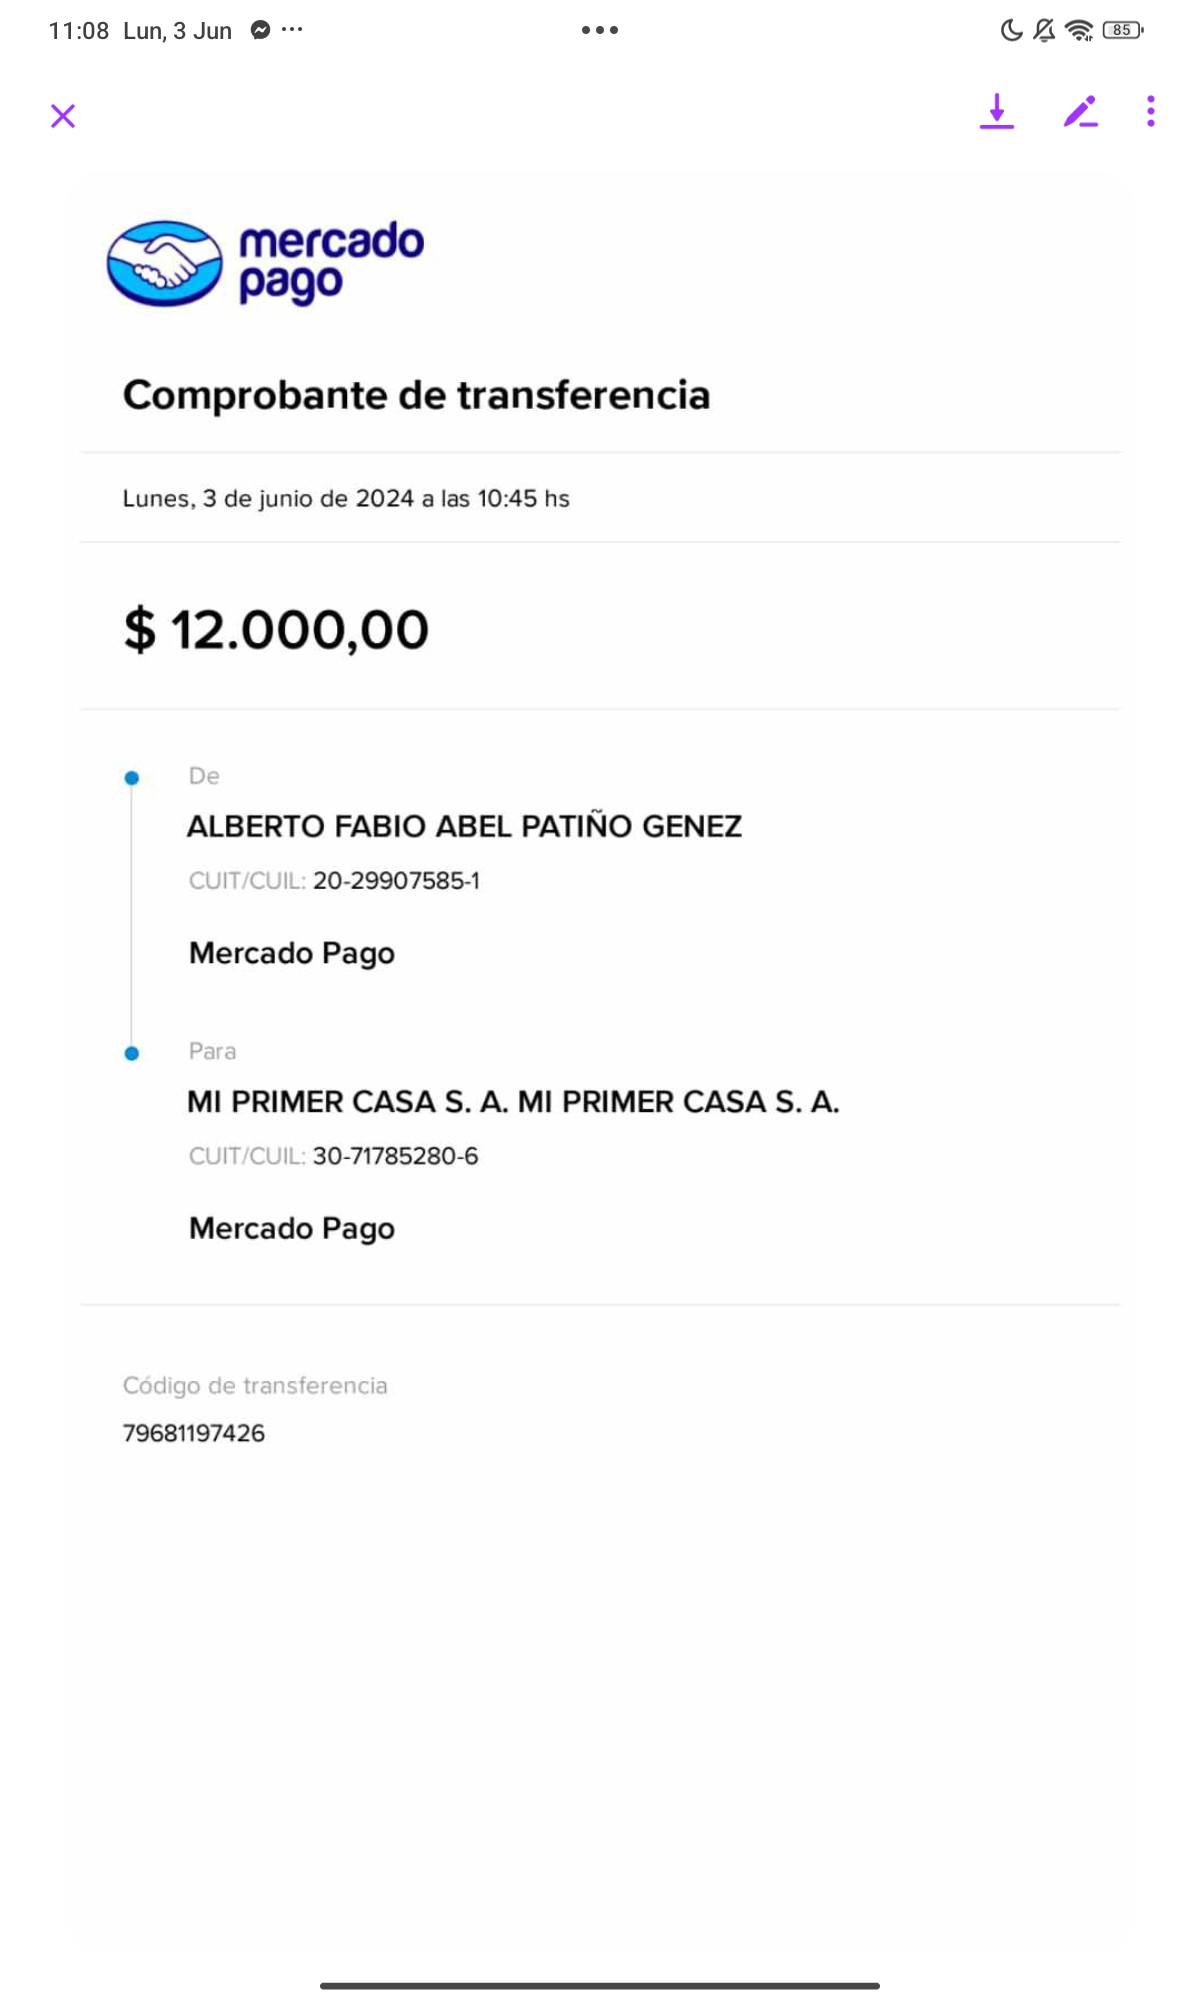 11:08 Lun, 3 Jun
85
mercado
pago
Comprobante de transferencia
Lunes, 3 de junio de 2024 a las 10:45 hs
$ 12.000,00
De
ALBERTO FABIO ABEL PATIÑO GENEZ
CUIT/CUIL: 20-29907585-1
Mercado Pago
Para
MI PRIMER CASA S. A. MI PRIMER CASA S. A.
CUIT/CUIL: 30-71785280-6
Mercado Pago
Código de transferencia
79681197426